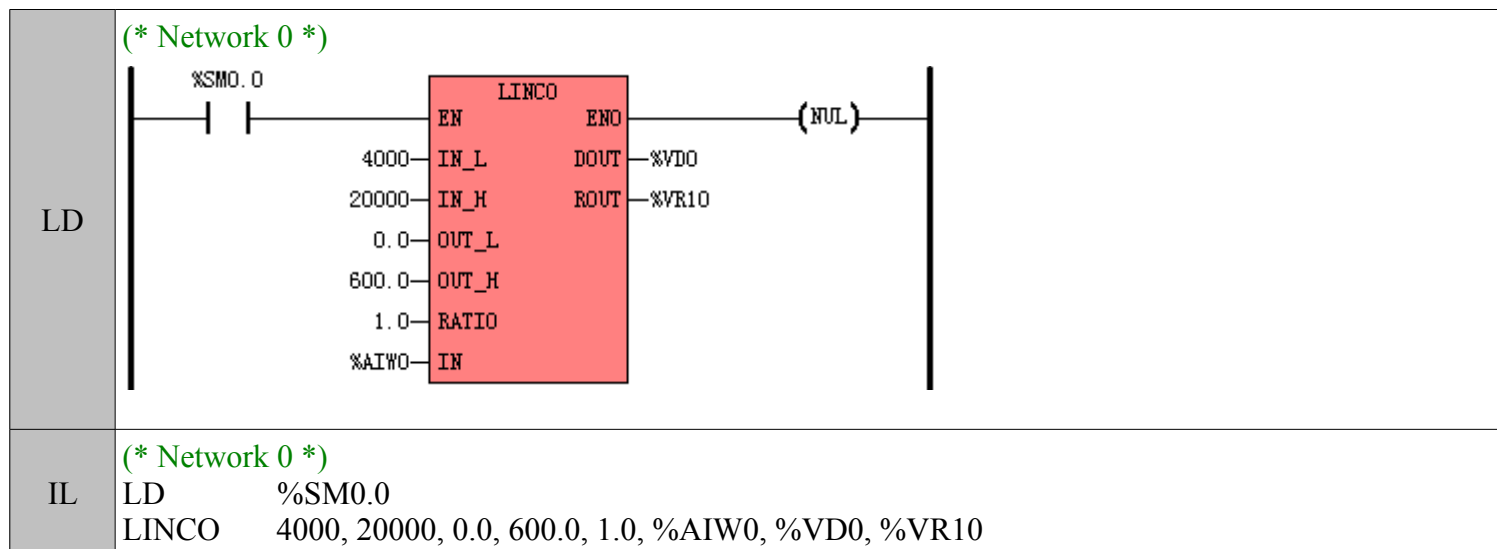 (* Network 0 *)
%SM0.0
LINCO
EN ENO (NUL)
4000 IN_L DOUT %VD0
20000 IN_H ROUT %VR10
0.0 OUT_L
LD
600.0 OUT_H
1.0 RATIO
%AIW0 IN
(* Network 0 *)
IL LD %SM0.0
LINCO 4000, 20000, 0.0, 600.0, 1.0, %AIW0, %VD0, %VR10